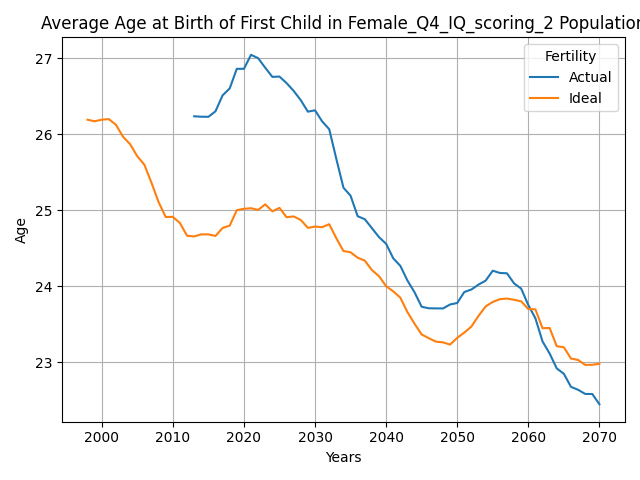 Average Age at Birth of First Child in Female_Q4_IQ_scoring_2 Population
Fertility
Actual
Ideal
27
26
25
24
23
Age
2000 2010 2020 2030 2040 2050 2060 2070
Years